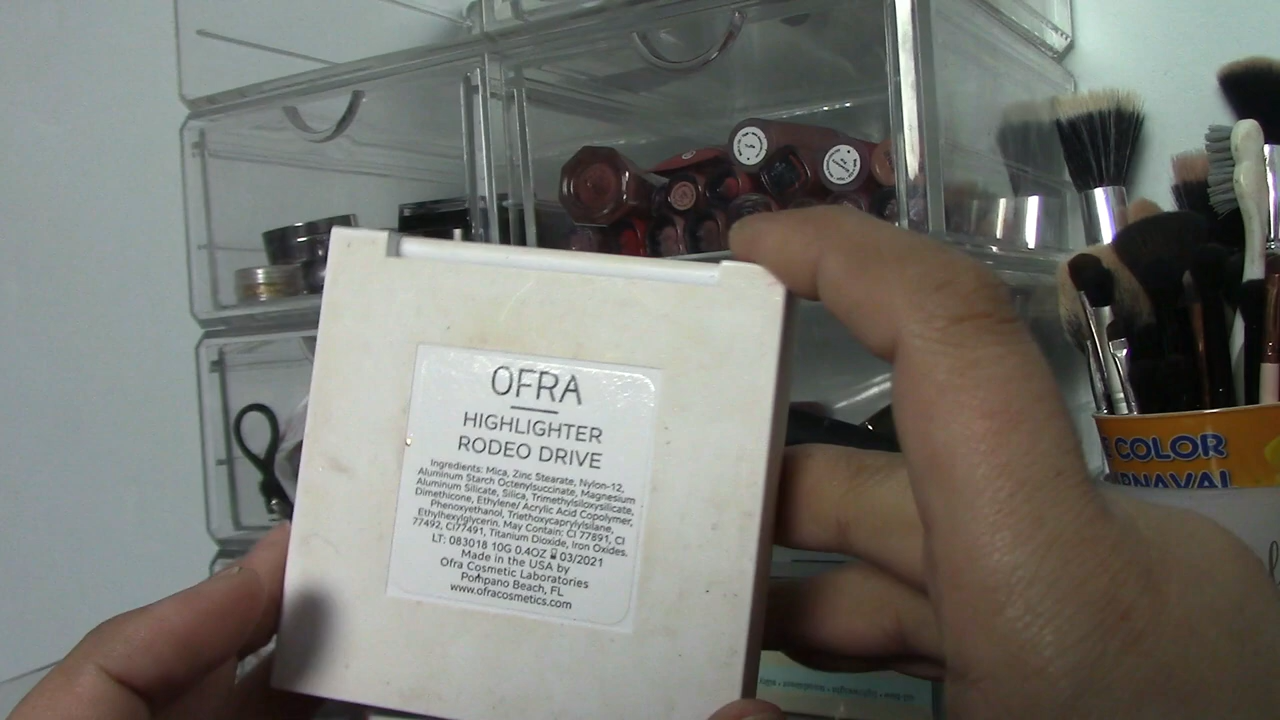 OFRA
HIGHLIGHTER
RODEO DRIVE
Ingredients: Mica, Zinc Stearate, Nylon-12,
Aluminum Starch Octenylsuccinate, Magnesium
Aluminum Silicate, Silica, Trimethylsiloxysilicate,
Dimethicone, Ethylene/ Acrylic Acid Copolymer,
Phenoxyethanol, Triethoxycaprylylsilane,
Ethylhexylglycerin. May Contain: CI 77891, CI
77492, CI77491, Titanium Dioxide, Iron Oxides.
LT: 083018 10G 0.4OZ 03/2021
Made in the USA by
Ofra Cosmetic Laboratories
Pompano Beach, FL
www.ofracosmetics.com
E COLOR
RNAVAL